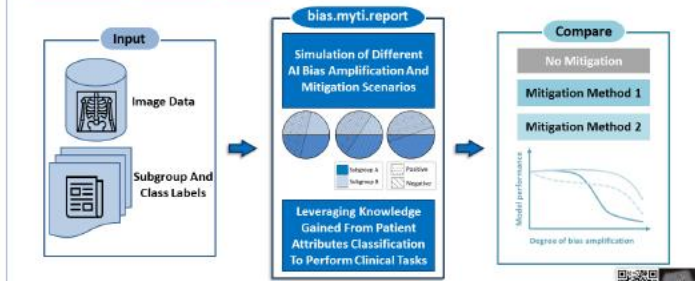 Input
Image Data
Subgroup And
Class Labels
bias.myti.report
Simulation of Different
AI Bias Amplification And
Mitigation Scenarios
Subgroup A
Subgroup B
Positive
Negative
Leveraging Knowledge
Gained From Patient
Attributes Classification
To Perform Clinical Tasks
Compare
No Mitigation
Mitigation Method 1
Mitigation Method 2
Model performance
Degree of bias amplification